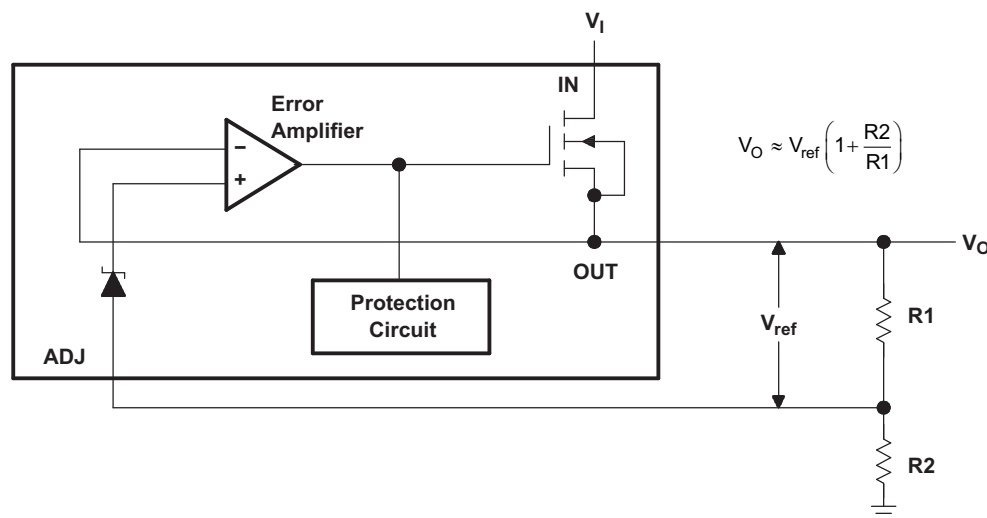 V_I
IN
Error
Amplifier
−
+
V_O ≈ V_ref (1 + R2/R1)
V_O
OUT
Protection
Circuit
V_ref
R1
ADJ
R2